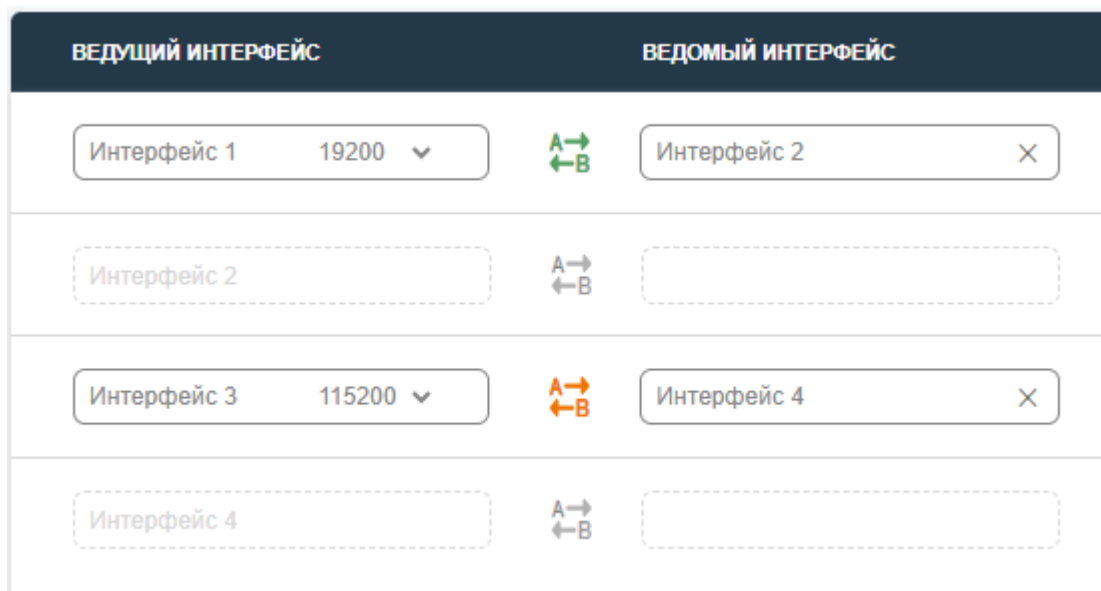 ВЕДУЩИЙ ИНТЕРФЕЙС ВЕДОМЫЙ ИНТЕРФЕЙС
Интерфейс 1 19200 A B Интерфейс 2
Интерфейс 2 A B
Интерфейс 3 115200 A B Интерфейс 4
Интерфейс 4 A B